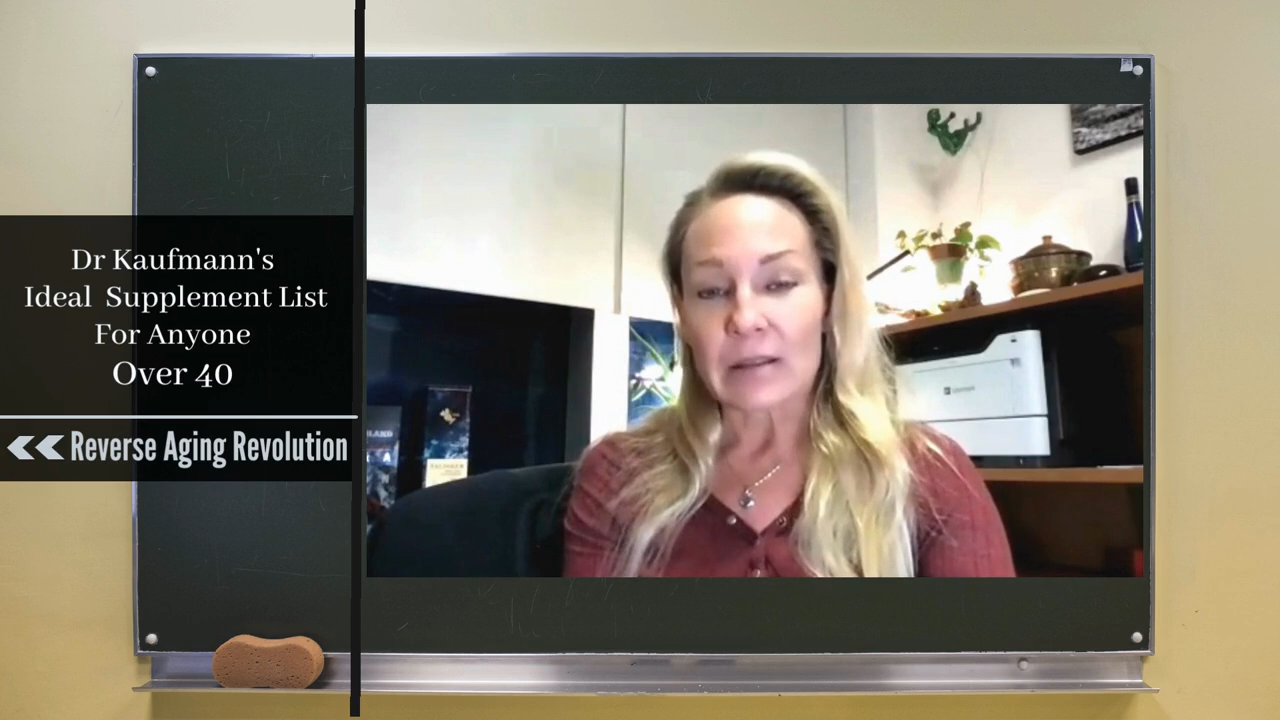 Dr Kaufmann's
Ideal Supplement List
For Anyone
Over 40
Reverse Aging Revolution